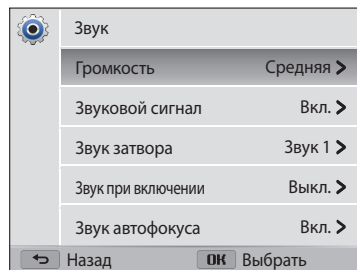 Звук
Громкость Средняя >
Звуковой сигнал Вкл. >
Звук затвора Звук 1 >
Звук при включении Выкл. >
Звук автофокуса Вкл. >
Назад OK Выбрать